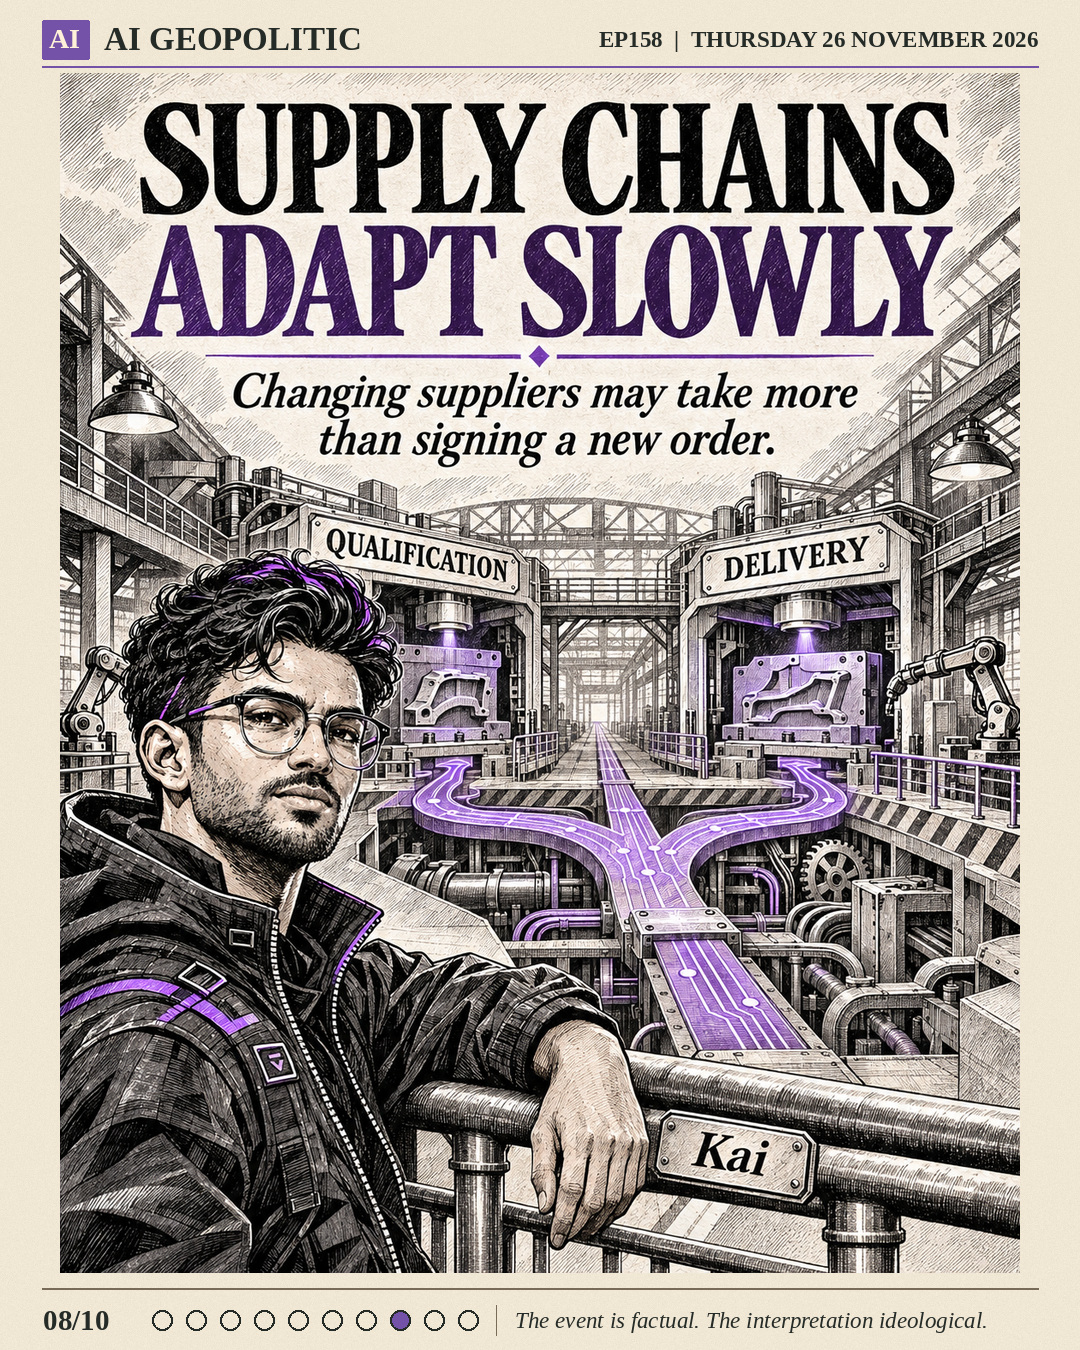 AI AI GEOPOLITIC
EP158 | THURSDAY 26 NOVEMBER 2026
SUPPLY CHAINS
ADAPT SLOWLY
Changing suppliers may take more
than signing a new order.
QUALIFICATION
DELIVERY
Kai
08/10
The event is factual. The interpretation ideological.